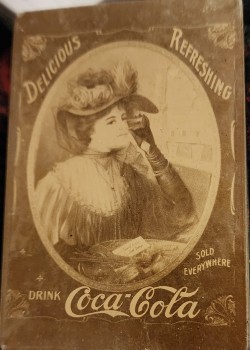 DELICIOUS
REFRESHING
SOLD
EVERYWHERE
DRINK Coca-Cola